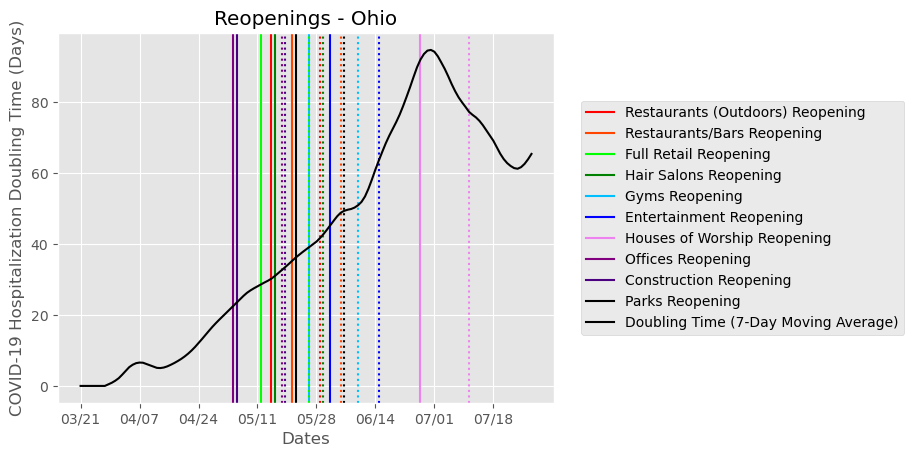 Reopenings - Ohio
COVID-19 Hospitalization Doubling Time (Days)
80
60
40
20
0
03/21 04/07 04/24 05/11 05/28 06/14 07/01 07/18
Dates
Restaurants (Outdoors) Reopening
Restaurants/Bars Reopening
Full Retail Reopening
Hair Salons Reopening
Gyms Reopening
Entertainment Reopening
Houses of Worship Reopening
Offices Reopening
Construction Reopening
Parks Reopening
Doubling Time (7-Day Moving Average)